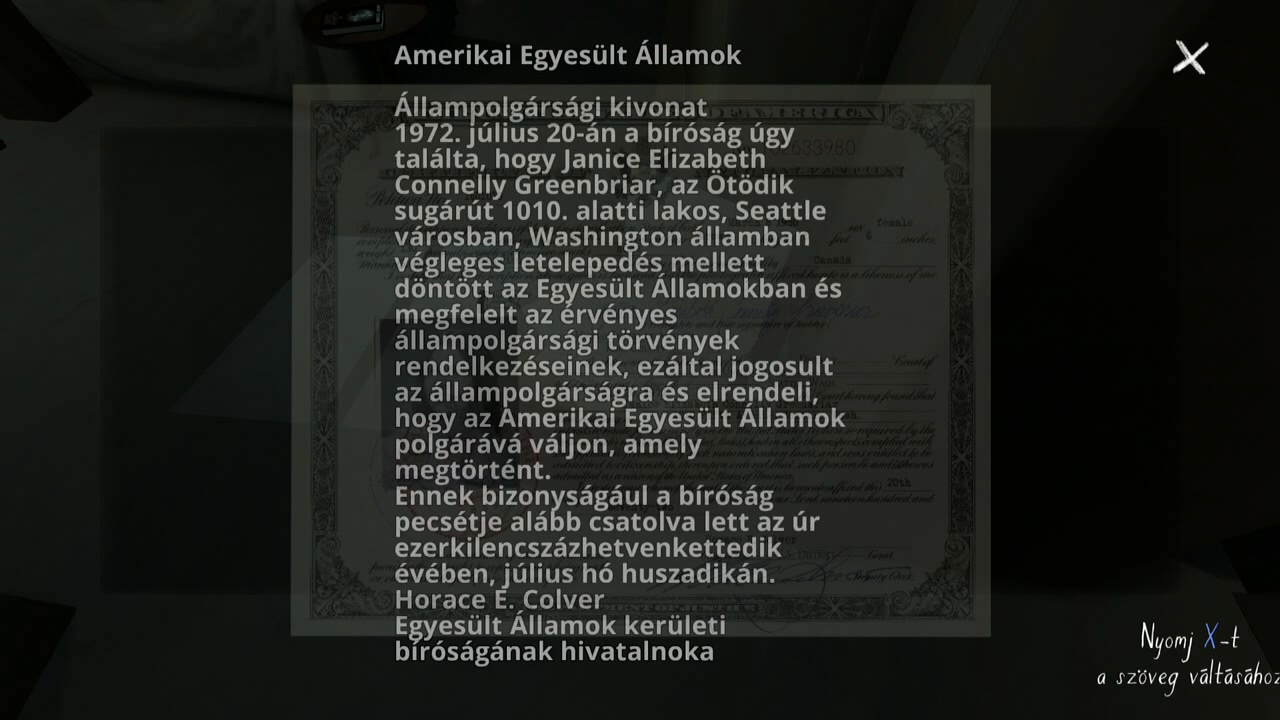 Amerikai Egyesült Államok
Állampolgársági kivonat
1972. július 20-án a bíróság úgy
találta, hogy Janice Elizabeth
Connelly Greenbriar, az Ötödik
sugárút 1010. alatti lakos, Seattle
városban, Washington államban
végleges letelepedés mellett
döntött az Egyesült Államokban és
megfelelt az érvényes
állampolgársági törvények
rendelkezéseinek, ezáltal jogosult
az állampolgárságra és elrendeli,
hogy az Amerikai Egyesült Államok
polgárává váljon, amely
megtörtént.
Ennek bizonyságául a bíróság
pecsétje alább csatolva lett az úr
ezerkilencszázhetvenkettedik
évében, július hó huszadikán.
Horace E. Colver
Egyesült Államok kerületi
bíróságának hivatalnoka
Nyomj X-t
a szöveg váltásához